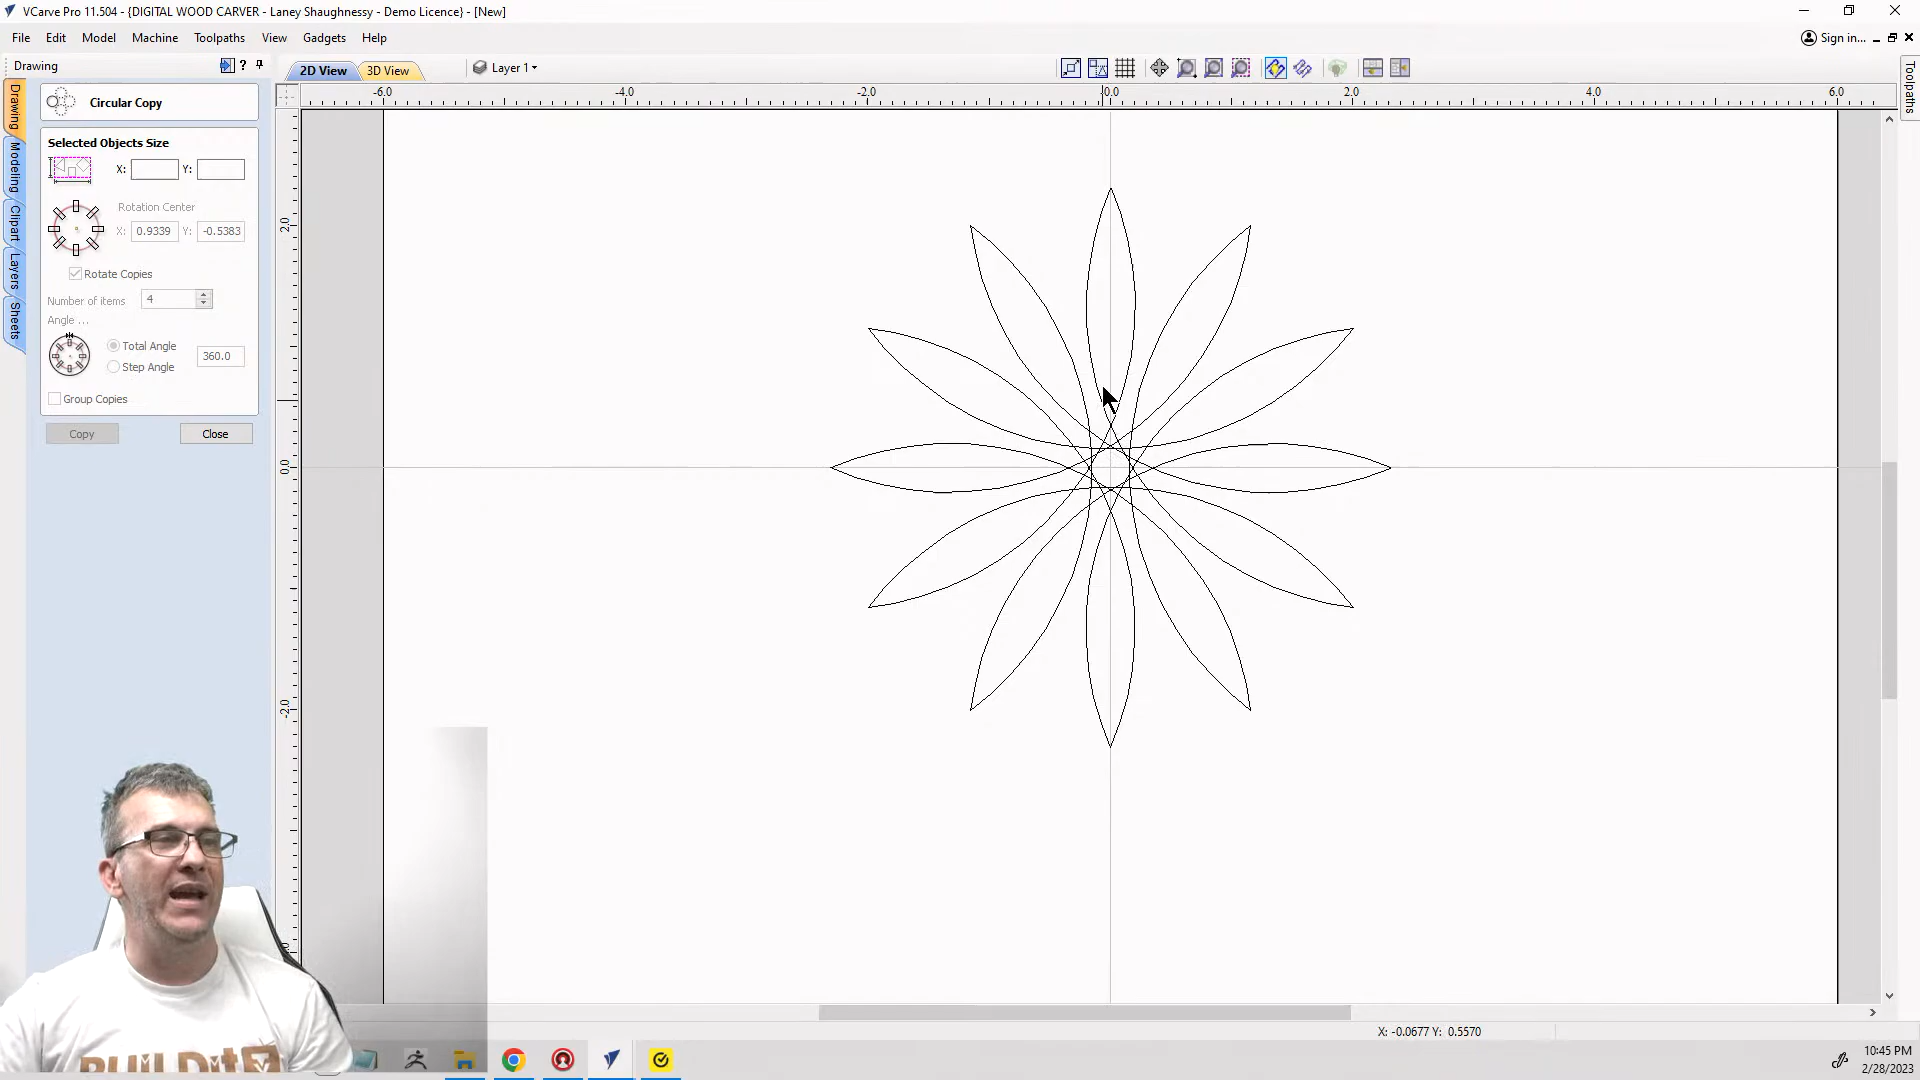 VCarve Pro 11.504 - {DIGITAL WOOD CARVER - Laney Shaughnessy - Demo Licence} - [New]
File Edit Model Machine Toolpaths View Gadgets Help
Sign in...
Drawing
?
2D View 3D View Layer 1
Toolpaths
-6.0 -4.0 -2.0 0.0 2.0 4.0 6.0
Drawing
Modeling
Clipart
Layers
Sheets
Circular Copy
Selected Objects Size
X: Y:
Rotation Center
X: 0.9339 Y: -0.5383
Rotate Copies
Number of items 4
Angle ...
Total Angle 360.0
Step Angle
Group Copies
Copy Close
2.0
0.0
-2.0
X: -0.0677 Y: 0.5570
10:45 PM
2/28/2023